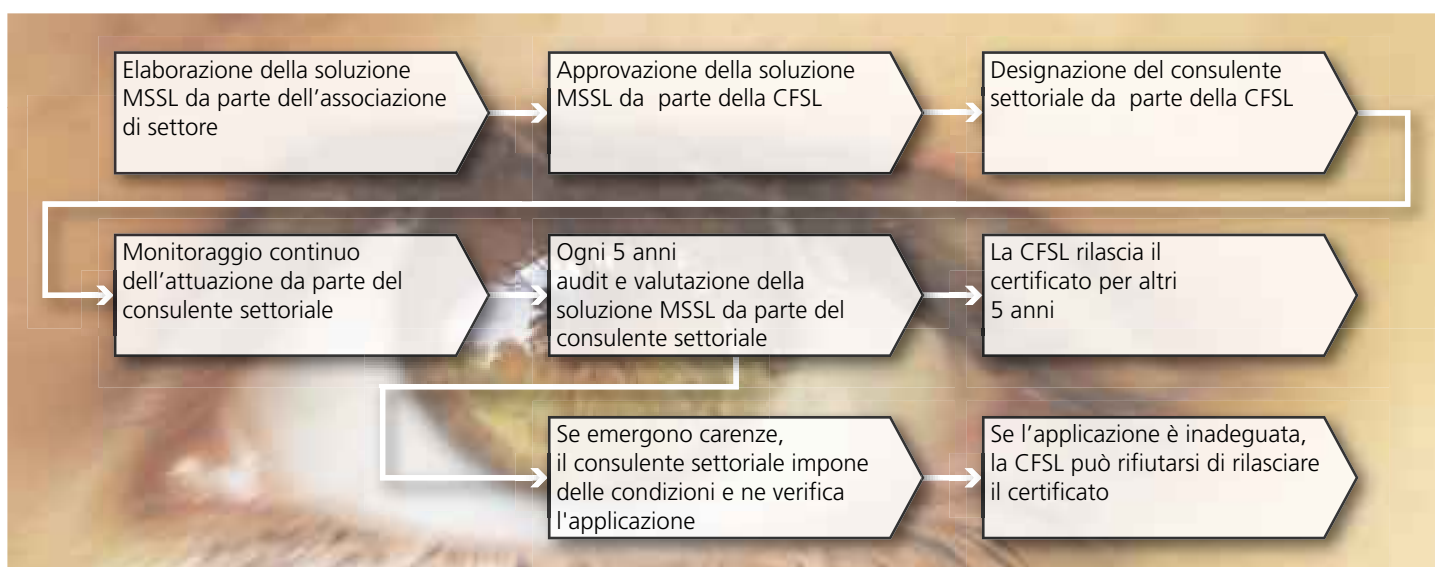 Elaborazione della soluzione
MSSL da parte dell’associazione
di settore
Approvazione della soluzione
MSSL da parte della CFSL
Designazione del consulente
settoriale da parte della CFSL
Monitoraggio continuo
dell’attuazione da parte del
consulente settoriale
Ogni 5 anni
audit e valutazione della
soluzione MSSL da parte del
consulente settoriale
La CFSL rilascia il
certificato per altri
5 anni
Se emergono carenze,
il consulente settoriale impone
delle condizioni e ne verifica
l'applicazione
Se l’applicazione è inadeguata,
la CFSL può rifiutarsi di rilasciare
il certificato